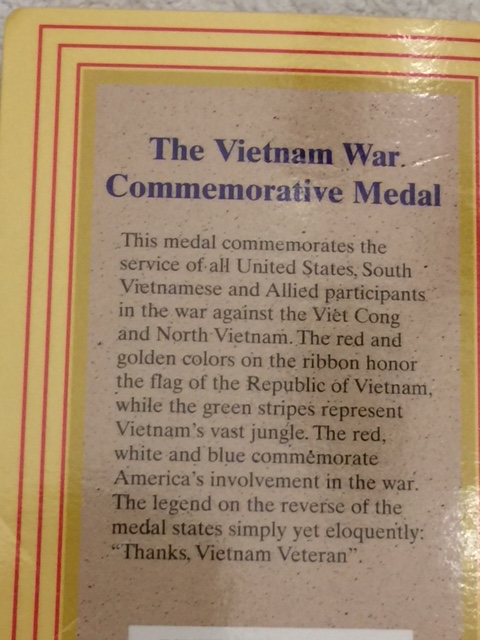 The Vietnam War
Commemorative Medal
This medal commemorates the
service of all United States, South
Vietnamese and Allied participants
in the war against the Viet Cong
and North Vietnam. The red and
golden colors on the ribbon honor
the flag of the Republic of Vietnam,
while the green stripes represent
Vietnam's vast jungle. The red,
white and blue commemorate
America's involvement in the war.
The legend on the reverse of the
medal states simply yet eloquently:
"Thanks, Vietnam Veteran".